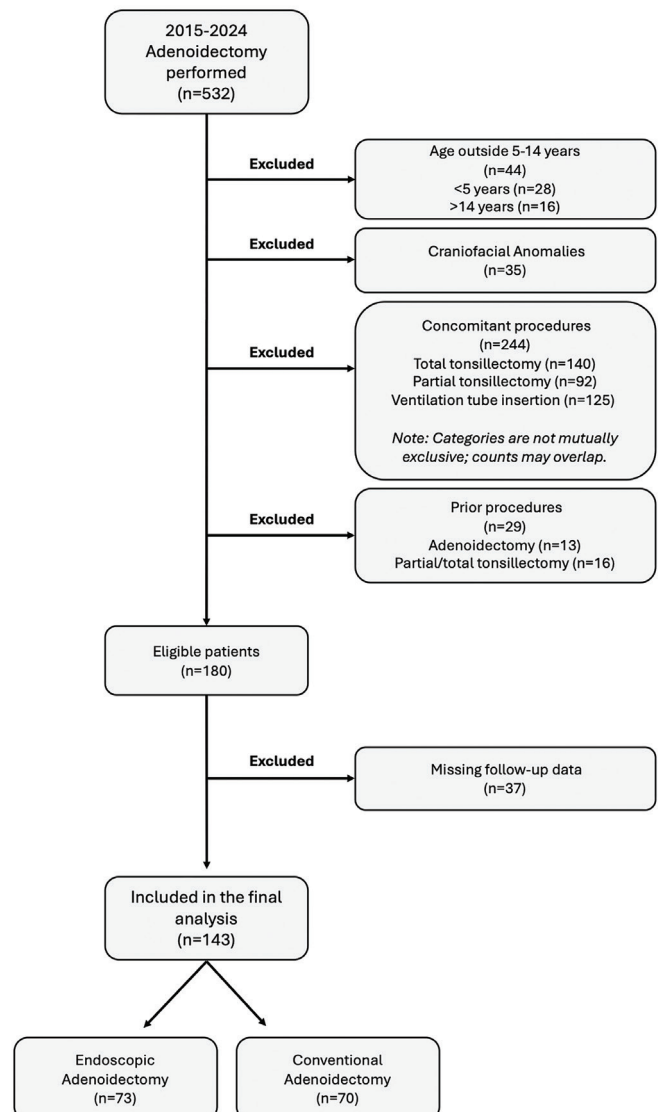 2015-2024
Adenoidectomy
performed
(n=532)
Excluded
Age outside 5-14 years
(n=44)
<5 years (n=28)
>14 years (n=16)
Excluded
Craniofacial Anomalies
(n=35)
Excluded
Concomitant procedures
(n=244)
Total tonsillectomy (n=140)
Partial tonsillectomy (n=92)
Ventilation tube insertion (n=125)
Note: Categories are not mutually
exclusive; counts may overlap.
Excluded
Prior procedures
(n=29)
Adenoidectomy (n=13)
Partial/total tonsillectomy (n=16)
Eligible patients
(n=180)
Excluded
Missing follow-up data
(n=37)
Included in the final
analysis
(n=143)
Endoscopic
Adenoidectomy
(n=73)
Conventional
Adenoidectomy
(n=70)